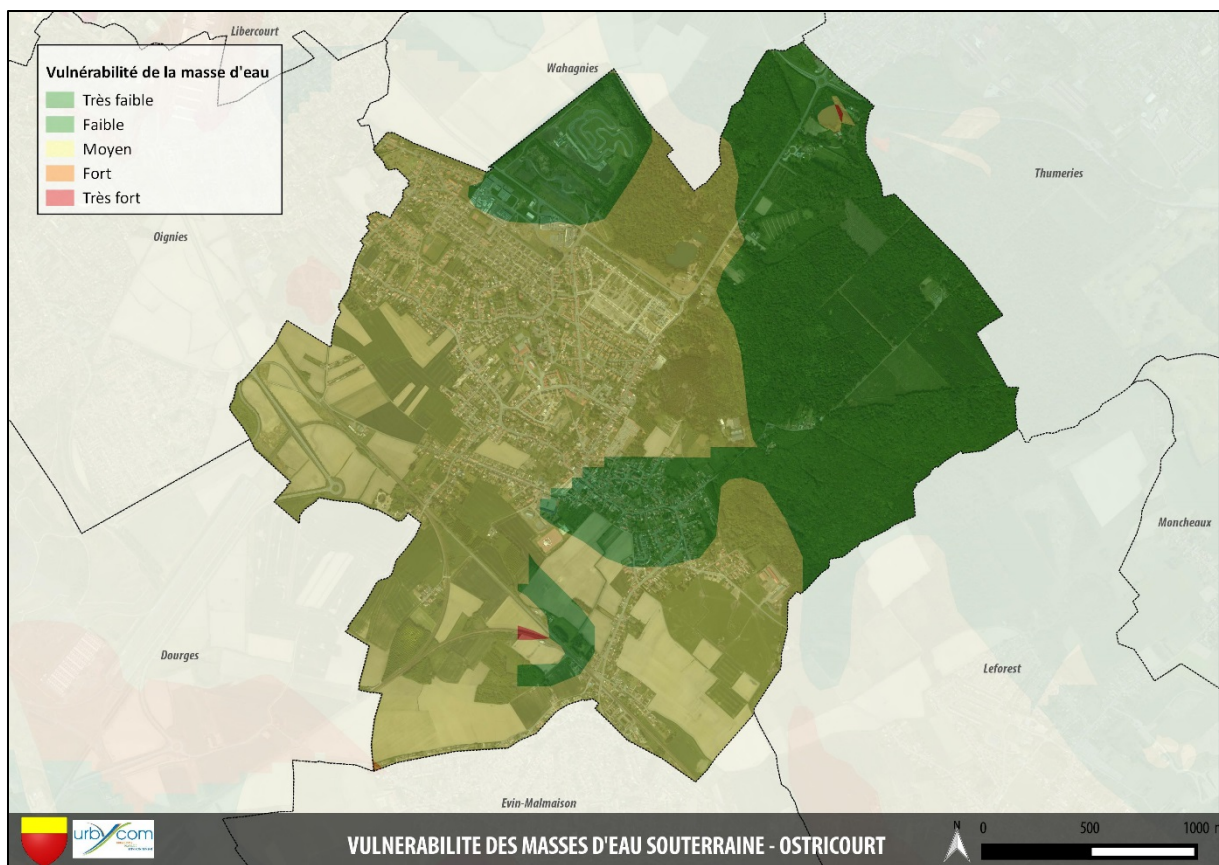 Libercourt
Vulnérabilité de la masse d'eau
Très faible
Faible
Moyen
Fort
Très fort
Wahagnies
Thumeries
Oignies
Moncheaux
Dourges
Leforest
Evin-Malmaison
urbycom
VULNERABILITE DES MASSES D'EAU SOUTERRAINE - OSTRICOURT
N
0 500 1000 m